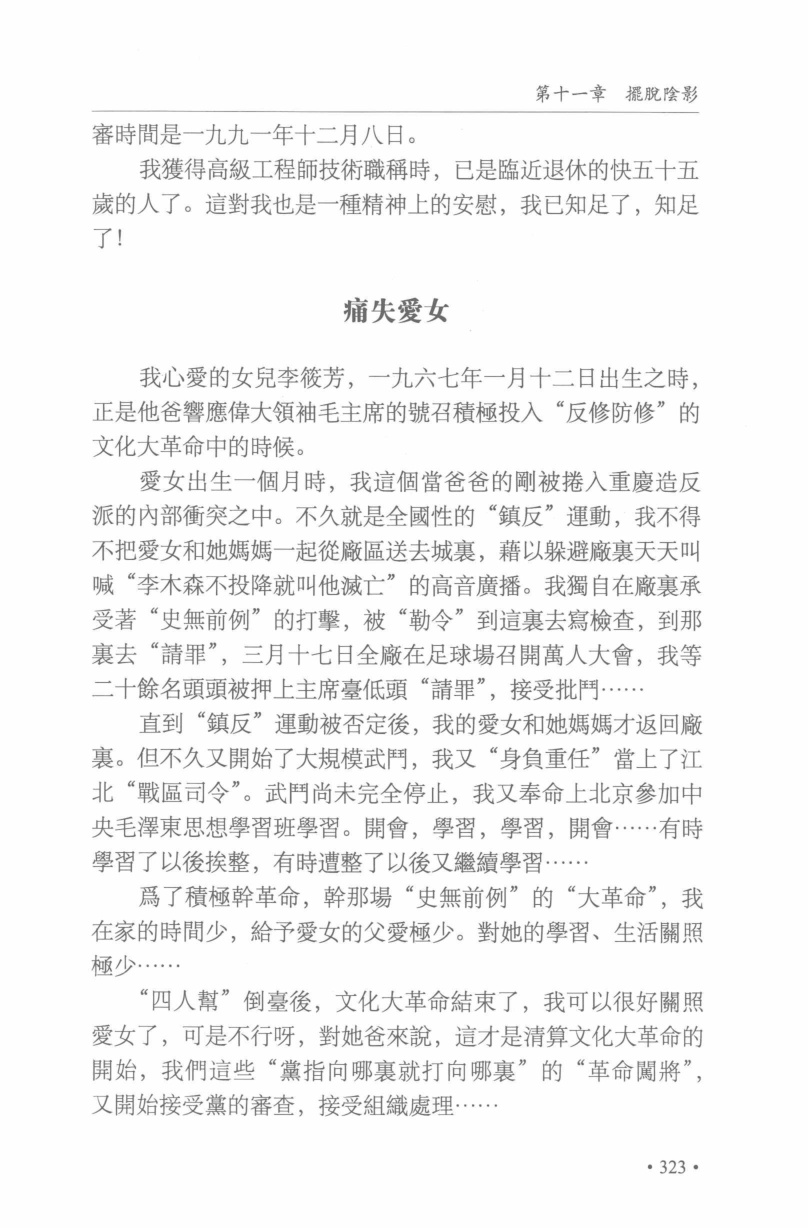 第十一章　擺脫陰影
審時間是一九九一年十二月八日。
我獲得高級工程師技術職稱時，已是臨近退休的快五十五
歲的人了。這對我也是一種精神上的安慰，我已知足了，知足
了！
痛失愛女
我心愛的女兒李筱芳，一九六七年一月十二日出生之時，
正是他爸響應偉大領袖毛主席的號召積極投入“反修防修”的
文化大革命中的時候。
愛女出生一個月時，我這個當爸爸的剛被捲入重慶造反
派的內部衝突之中。不久就是全國性的“鎮反”運動，我不得
不把愛女和她媽媽一起從廠區送去城裏，藉以躲避廠裏天天叫
喊“李木森不投降就叫他滅亡”的高音廣播。我獨自在廠裏承
受著“史無前例”的打擊，被“勒令”到這裏去寫檢查，到那
裏去“請罪”，三月十七日全廠在足球場召開萬人大會，我等
二十餘名頭頭被押上主席臺低頭“請罪”，接受批鬥……
直到“鎮反”運動被否定後，我的愛女和她媽媽才返回廠
裏。但不久又開始了大規模武鬥，我又“身負重任”當上了江
北“戰區司令”。武鬥尚未完全停止，我又奉命上北京參加中
央毛澤東思想學習班學習。開會，學習，學習，開會……有時
學習了以後挨整，有時遭整了以後又繼續學習……
爲了積極幹革命，幹那場“史無前例”的“大革命”，我
在家的時間少，給予愛女的父愛極少。對她的學習、生活關照
極少……
“四人幫”倒臺後，文化大革命結束了，我可以很好關照
愛女了，可是不行呀，對她爸來說，這才是清算文化大革命的
開始，我們這些“黨指向哪裏就打向哪裏”的“革命闖將”，
又開始接受黨的審查，接受組織處理……
·323·